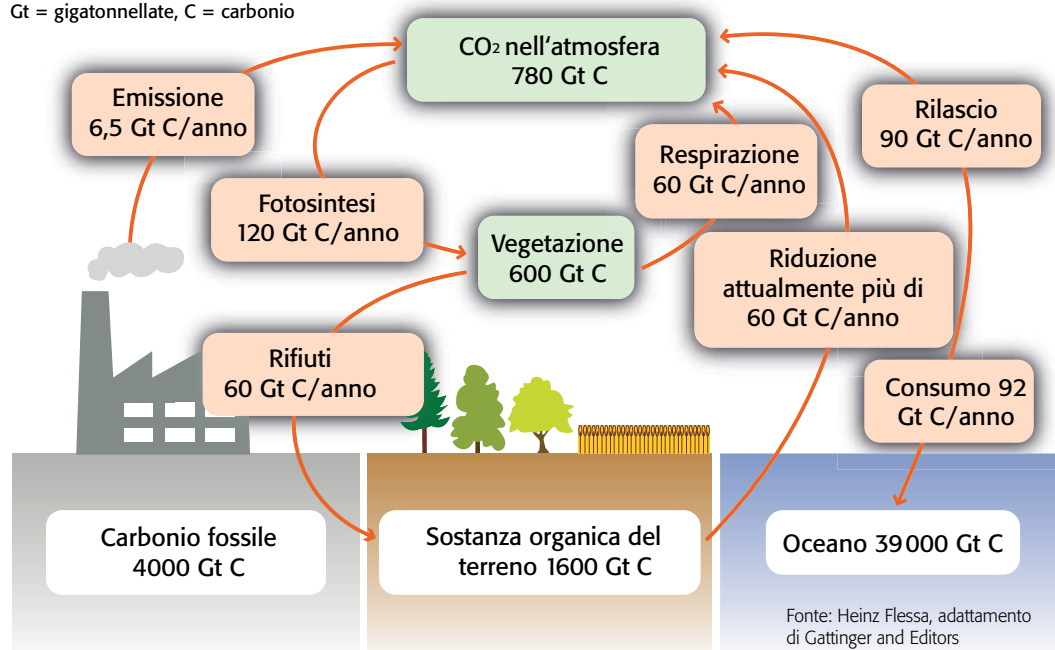 Gt = gigatonnellate, C = carbonio
CO₂ nell'atmosfera
780 Gt C
Emissione
6,5 Gt C/anno
Rilascio
90 Gt C/anno
Respirazione
60 Gt C/anno
Fotosintesi
120 Gt C/anno
Vegetazione
600 Gt C
Riduzione
attualmente più di
60 Gt C/anno
Rifiuti
60 Gt C/anno
Consumo 92
Gt C/anno
Carbonio fossile
4000 Gt C
Sostanza organica del
terreno 1600 Gt C
Oceano 39 000 Gt C
Fonte: Heinz Flessa, adattamento
di Gattinger and Editors